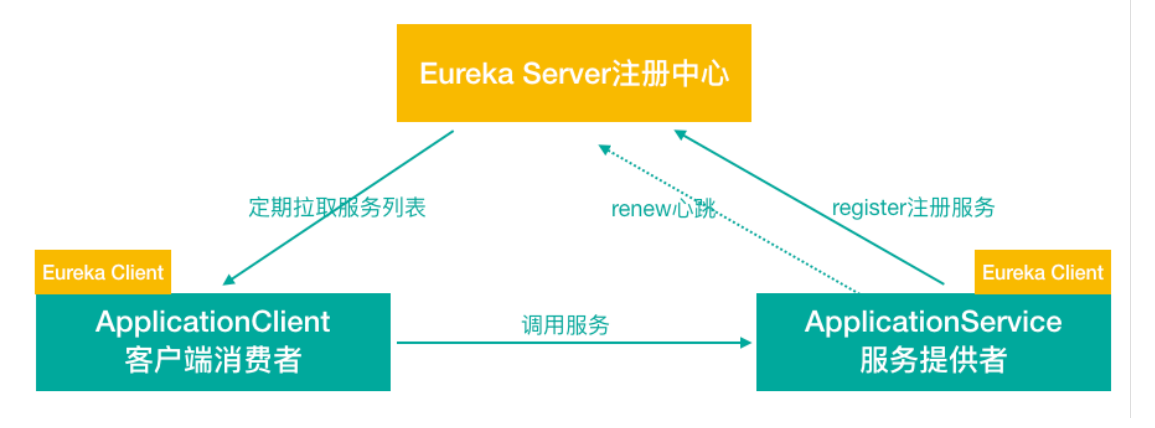 Eureka Server注册中心
定期拉取服务列表
renew心跳
register注册服务
Eureka Client
Eureka Client
ApplicationClient
客户端消费者
调用服务
ApplicationService
服务提供者